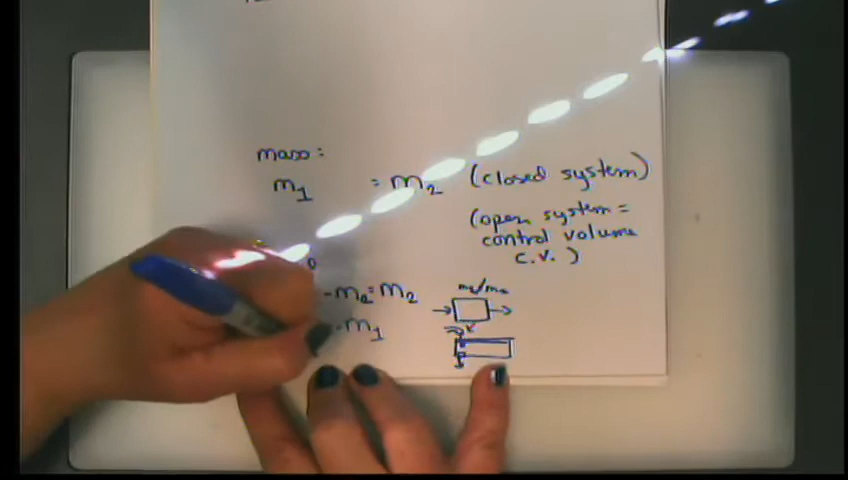 mass:
m1 = m2 (closed system)
(open system =
control volume
c.v. )
-me=m2
-m1